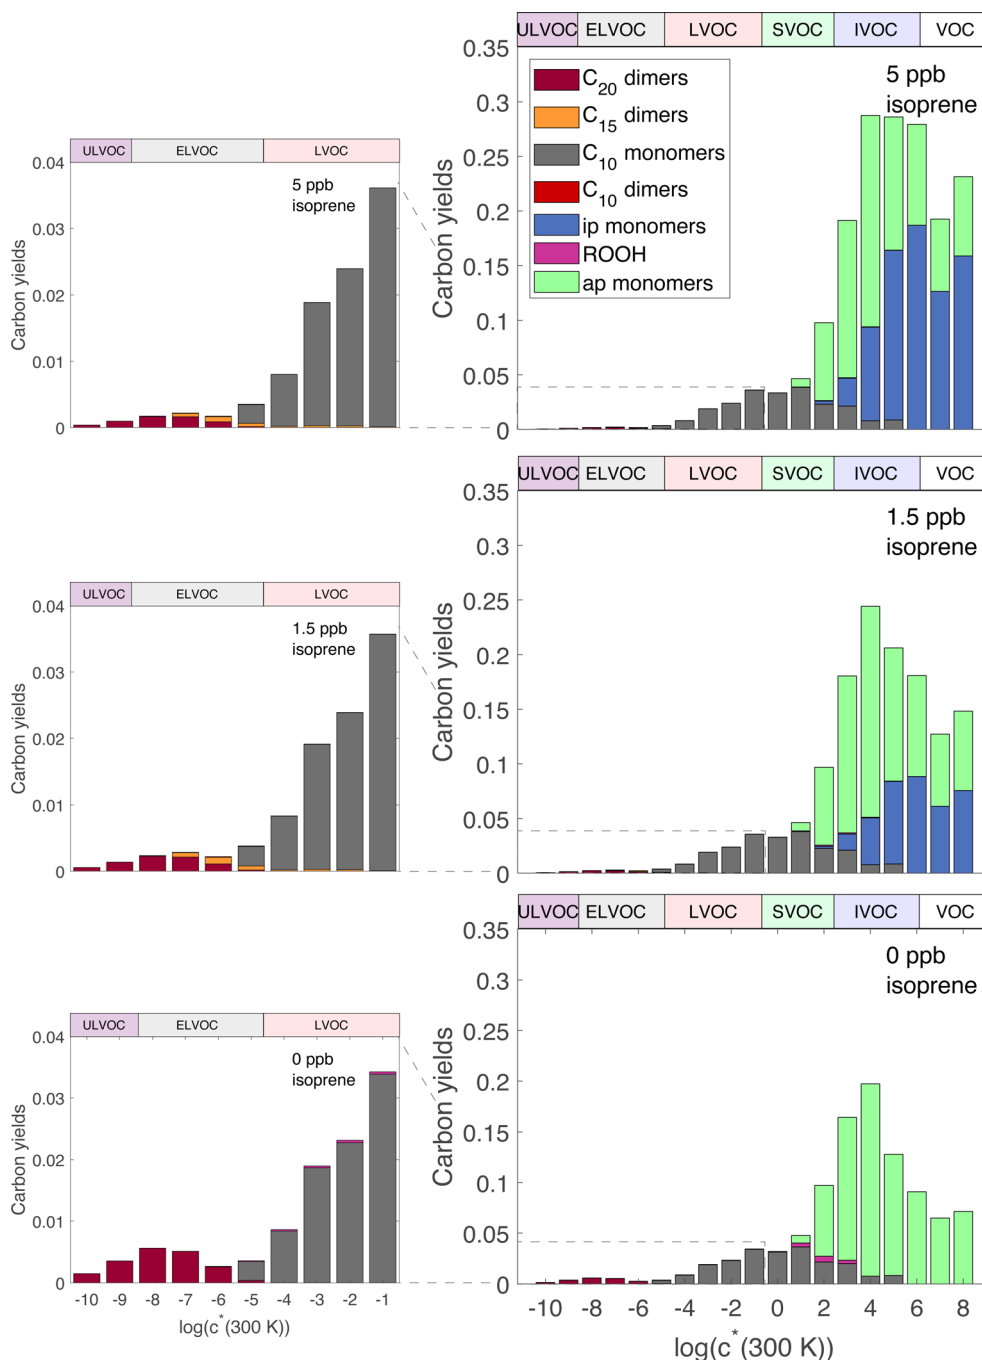 ULVOC ELVOC LVOC SVOC IVOC VOC
0.35
0.3
0.25
0.2
0.15
0.1
0.05
0
Carbon yields
5 ppb
isoprene
C20 dimers
C15 dimers
C10 monomers
C10 dimers
ip monomers
ROOH
ap monomers
ULVOC ELVOC LVOC
0.04
0.03
0.02
0.01
0
Carbon yields
5 ppb
isoprene
ULVOC ELVOC LVOC SVOC IVOC VOC
0.35
0.3
0.25
0.2
0.15
0.1
0.05
0
Carbon yields
1.5 ppb
isoprene
ULVOC ELVOC LVOC
0.04
0.03
0.02
0.01
0
Carbon yields
1.5 ppb
isoprene
ULVOC ELVOC LVOC SVOC IVOC VOC
0.35
0.3
0.25
0.2
0.15
0.1
0.05
0
Carbon yields
0 ppb
isoprene
-10 -8 -6 -4 -2 0 2 4 6 8
log(c*(300 K))
ULVOC ELVOC LVOC
0.04
0.03
0.02
0.01
0
Carbon yields
0 ppb
isoprene
-10 -9 -8 -7 -6 -5 -4 -3 -2 -1
log(c*(300 K))